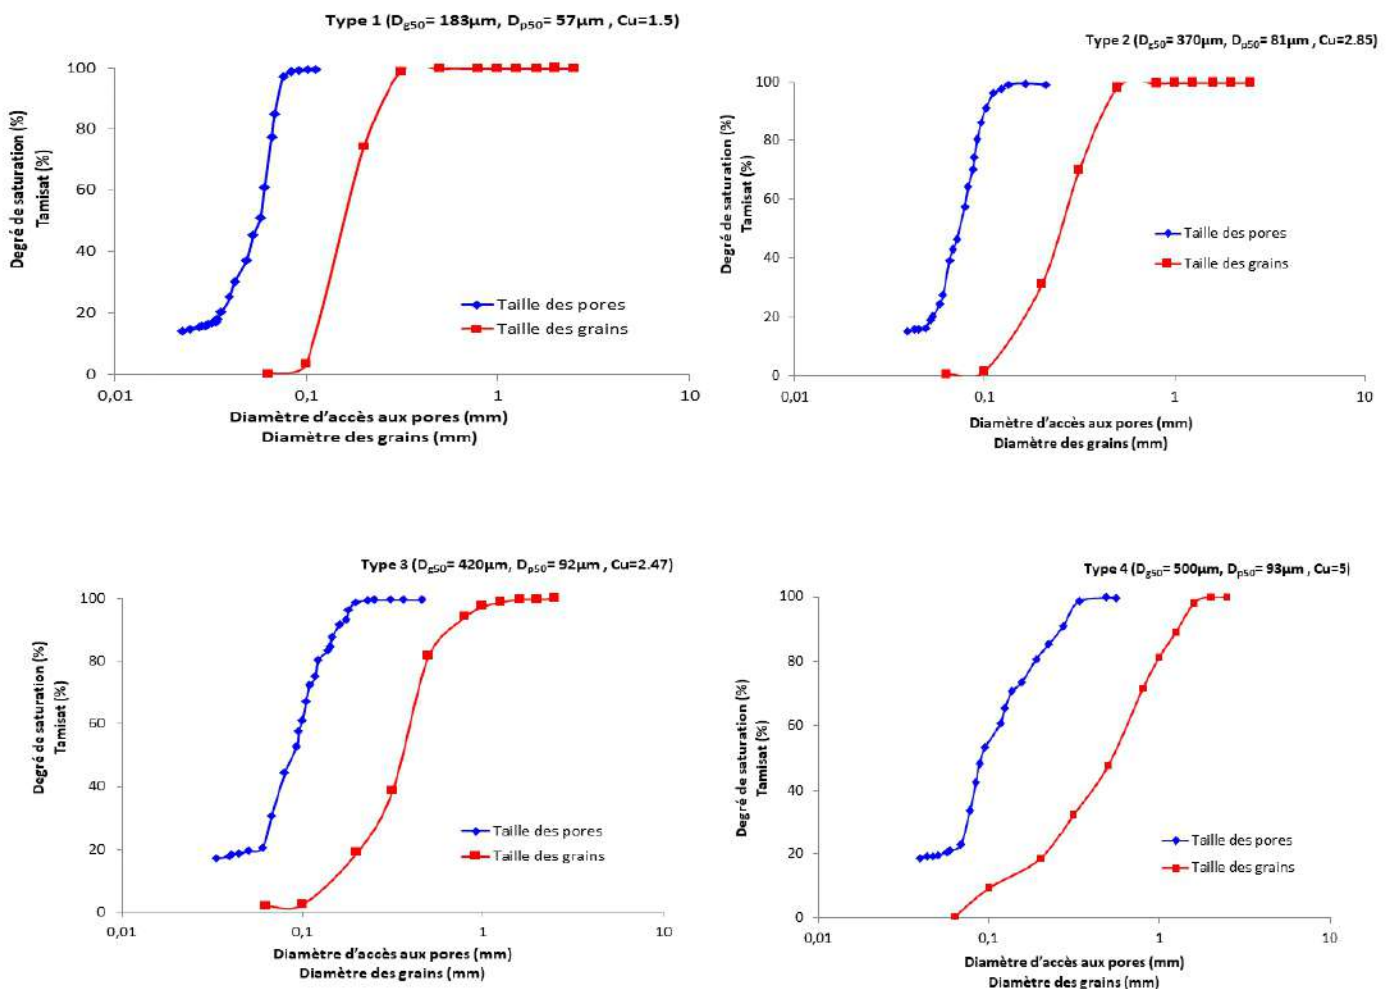 Type 1 (Dg50= 183µm, Dp50= 57µm , Cu=1.5)
100
80
60
40
20
0
0,01
0,1
1
10
Degré de saturation (%)
Tamisat (%)
Taille des pores
Taille des grains
Diamètre d'accès aux pores (mm)
Diamètre des grains (mm)
Type 2 (Dg50= 370µm, Dp50= 81µm , Cu=2.85)
100
80
60
40
20
0
0,01
0,1
1
10
Degré de saturation (%)
Tamisat (%)
Taille des pores
Taille des grains
Diamètre d'accès aux pores (mm)
Diamètre des grains (mm)
Type 3 (Dg50= 420µm, Dp50= 92µm , Cu=2.47)
100
80
60
40
20
0
0,01
0,1
1
10
Degré de saturation (%)
Tamisat (%)
Taille des pores
Taille des grains
Diamètre d'accès aux pores (mm)
Diamètre des grains (mm)
Type 4 (Dg50= 500µm, Dp50= 93µm , Cu=5)
100
80
60
40
20
0
0,01
0,1
1
10
Degré de saturation (%)
Tamisat (%)
Taille des pores
Taille des grains
Diamètre d'accès aux pores (mm)
Diamètre des grains (mm)